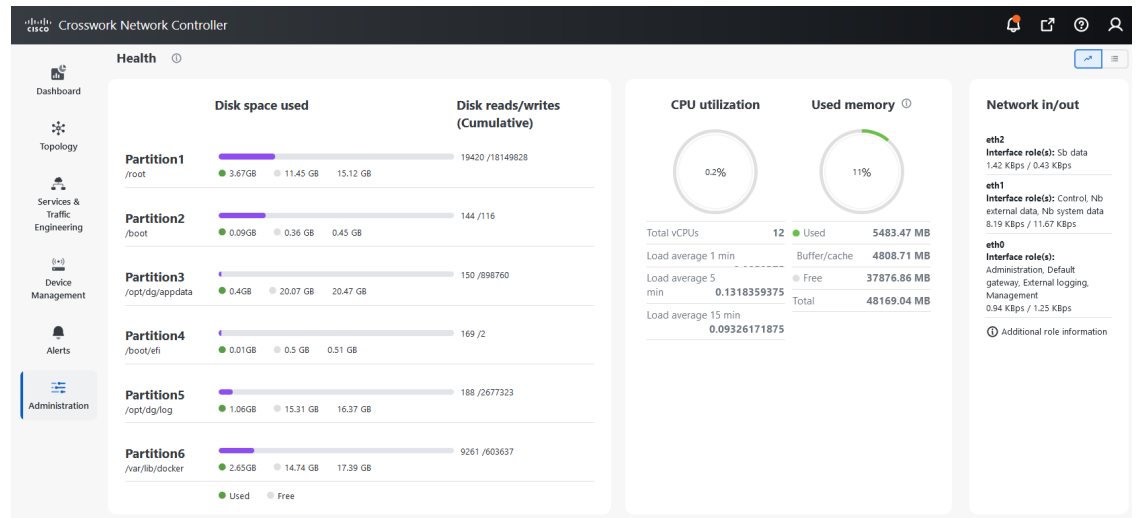 cisco Crosswork Network Controller
Health
Dashboard
Topology
Services &
Traffic
Engineering
Device
Management
Alerts
Administration
Disk space used
Disk reads/writes
(Cumulative)
Partition1
/root
19420 /18149828
3.67GB 11.45 GB 15.12 GB
Partition2
/boot
144 /116
0.09GB 0.36 GB 0.45 GB
Partition3
/opt/dg/appdata
150 /898760
0.4GB 20.07 GB 20.47 GB
Partition4
/boot/efi
169 /2
0.01GB 0.5 GB 0.51 GB
Partition5
/opt/dg/log
188 /2677323
1.06GB 15.31 GB 16.37 GB
Partition6
/var/lib/docker
9261 /603637
2.65GB 14.74 GB 17.39 GB
Used Free
CPU utilization
0.2%
Total vCPUs 12
Load average 1 min
Load average 5
min 0.1318359375
Load average 15 min
0.09326171875
Used memory
11%
Used 5483.47 MB
Buffer/cache 4808.71 MB
Free 37876.86 MB
Total 48169.04 MB
Network in/out
eth2
Interface role(s): Sb data
1.42 KBps / 0.43 KBps
eth1
Interface role(s): Control, Nb
external data, Nb system data
8.19 KBps / 11.67 KBps
eth0
Interface role(s):
Administration, Default
gateway, External logging,
Management
0.94 KBps / 1.25 KBps
Additional role information